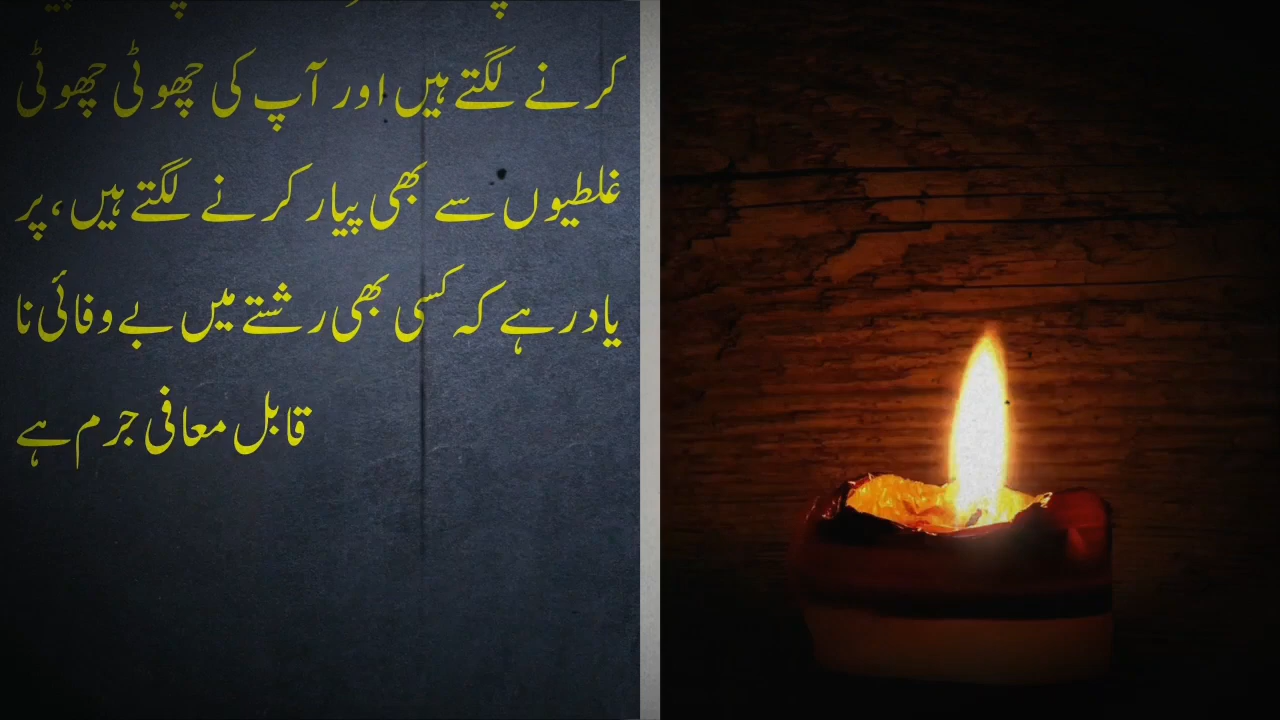 کرنے لگتے ہیں اور آپ کی چھوٹی چھوٹی
غلطیوں سے بھی پیار کرنے لگتے ہیں، پر
یاد رہے کہ کسی بھی رشتے میں بے وفائی نا
قابل معافی جرم ہے